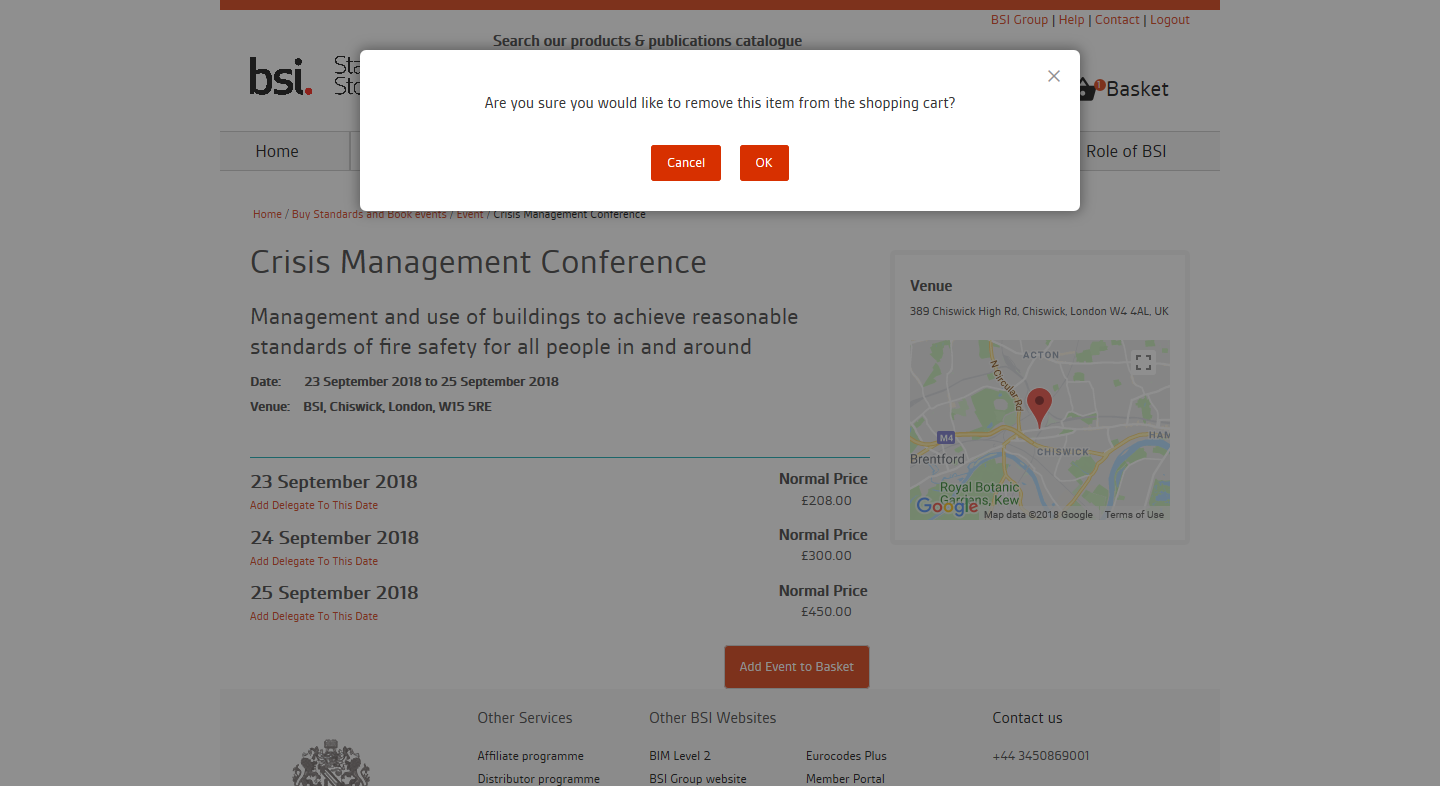 BSI Group | Help | Contact | Logout
Search our products & publications catalogue
bsi.
1 Basket
Are you sure you would like to remove this item from the shopping cart?
Cancel OK
Home Role of BSI
Home / Buy Standards and Book events / Event / Crisis Management Conference
Crisis Management Conference
Management and use of buildings to achieve reasonable
standards of fire safety for all people in and around
Date: 23 September 2018 to 25 September 2018
Venue: BSI, Chiswick, London, W15 5RE
23 September 2018 Normal Price
Add Delegate To This Date £208.00
24 September 2018 Normal Price
Add Delegate To This Date £300.00
25 September 2018 Normal Price
Add Delegate To This Date £450.00
Add Event to Basket
Venue
389 Chiswick High Rd, Chiswick, London W4 4AL, UK
ACTON
N Circular Rd
M4
HAM
CHISWICK
Brentford
Royal Botanic
Gardens, Kew
Google Map data ©2018 Google Terms of Use
Other Services Other BSI Websites Contact us
Affiliate programme BIM Level 2 Eurocodes Plus +44 3450869001
Distributor programme BSI Group website Member Portal